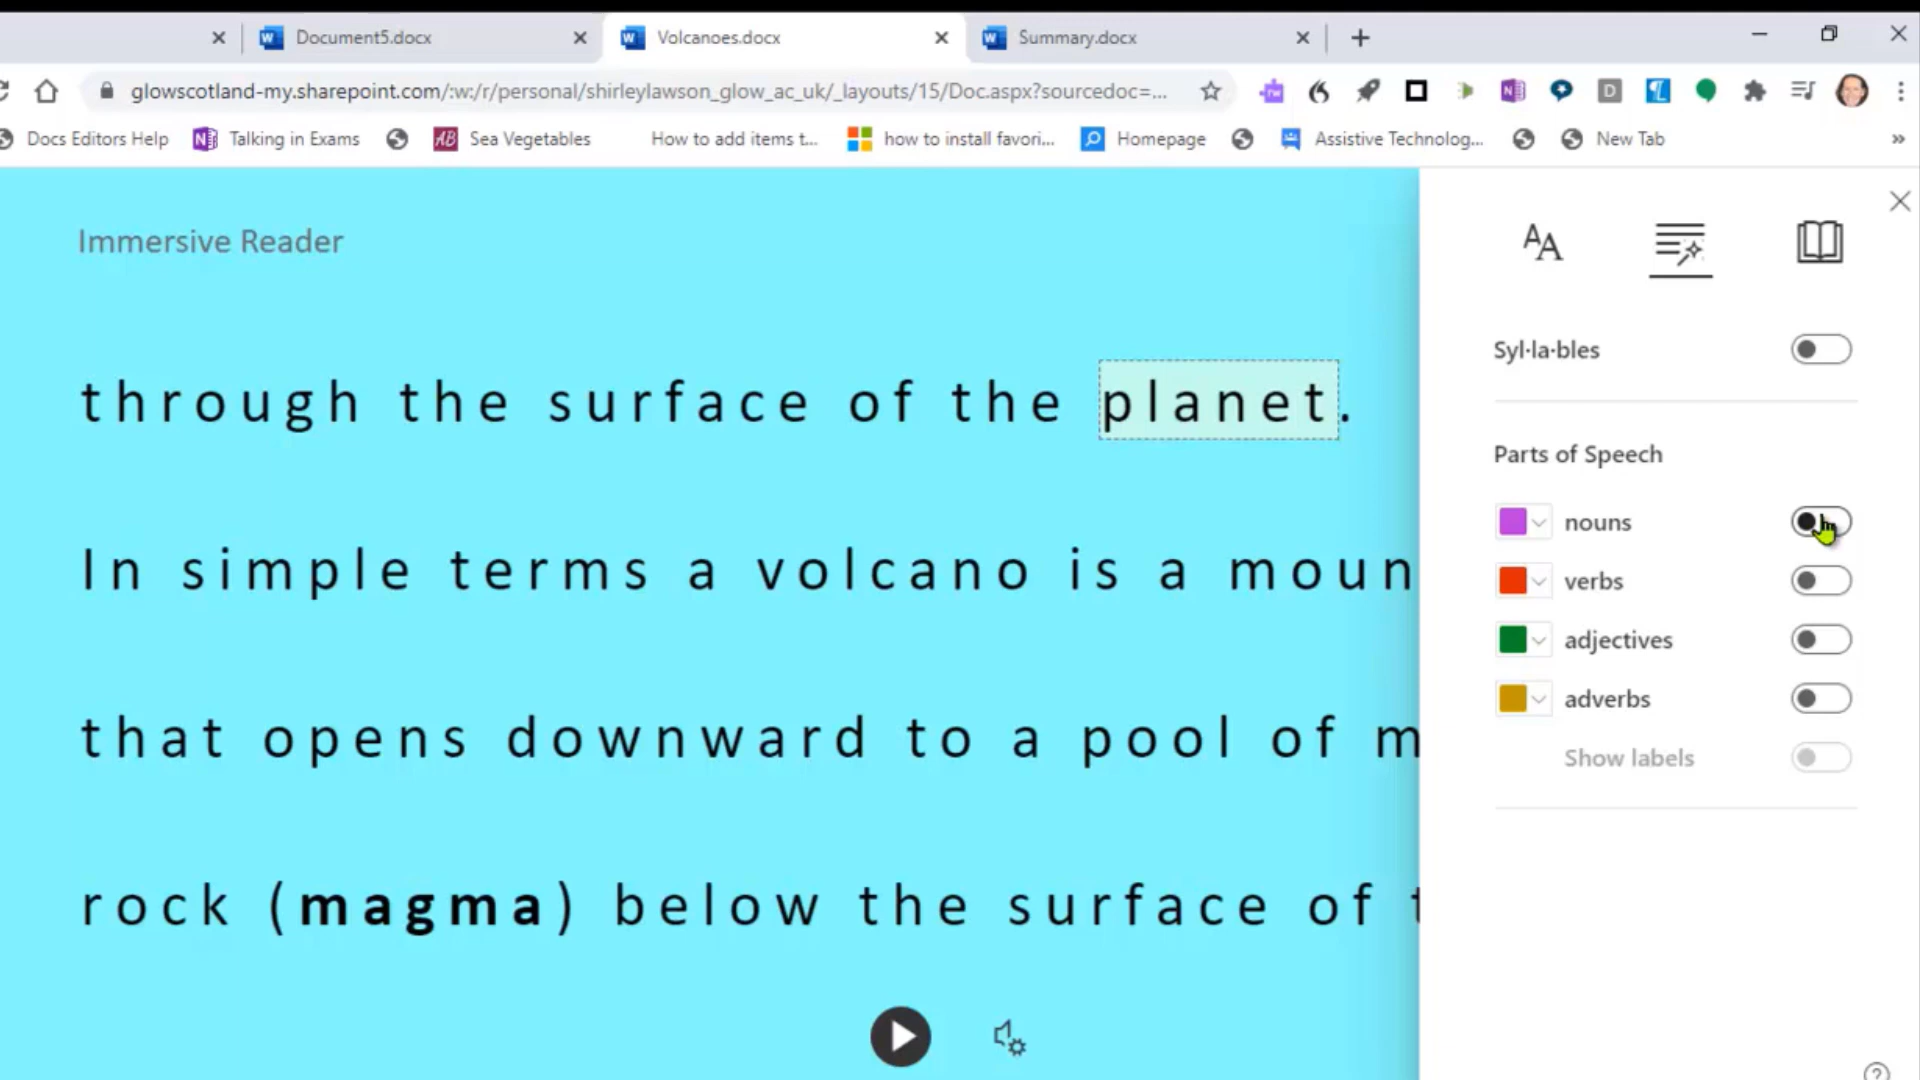 Document5.docx
Volcanoes.docx
Summary.docx
glowscotland-my.sharepoint.com/:w:/r/personal/shirleylawson_glow_ac_uk/_layouts/15/Doc.aspx?sourcedoc=...
Docs Editors Help
Talking in Exams
Sea Vegetables
How to add items t...
how to install favori...
Homepage
Assistive Technolog...
New Tab
Immersive Reader
through the surface of the planet.
In simple terms a volcano is a moun
that opens downward to a pool of m
rock (magma) below the surface of t
Syl·la·bles
Parts of Speech
nouns
verbs
adjectives
adverbs
Show labels